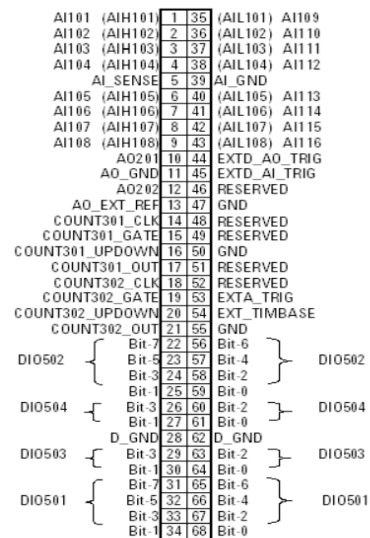 AI101 (AIH101) 1 35 (AIL101) AI109
AI102 (AIH102) 2 36 (AIL102) AI110
AI103 (AIH103) 3 37 (AIL103) AI111
AI104 (AIH104) 4 38 (AIL104) AI112
AI_SENSE 5 39 AI_GND
AI105 (AIH105) 6 40 (AIL105) AI113
AI106 (AIH106) 7 41 (AIL106) AI114
AI107 (AIH107) 8 42 (AIL107) AI115
AI108 (AIH108) 9 43 (AIL108) AI116
AO201 10 44 EXTD_AO_TRIG
AO_GND 11 45 EXTD_AI_TRIG
AO202 12 46 RESERVED
AO_EXT_REF 13 47 GND
COUNT301_CLK 14 48 RESERVED
COUNT301_GATE 15 49 RESERVED
COUNT301_UPDOWN 16 50 GND
COUNT301_OUT 17 51 RESERVED
COUNT302_CLK 18 52 RESERVED
COUNT302_GATE 19 53 EXTA_TRIG
COUNT302_UPDOWN 20 54 EXT_TIMBASE
COUNT302_OUT 21 55 GND
Bit-7 22 56 Bit-6
DIO502 Bit-5 23 57 Bit-4 DIO502
Bit-3 24 58 Bit-2
Bit-1 25 59 Bit-0
DIO504 Bit-3 26 60 Bit-2 DIO504
Bit-1 27 61 Bit-0
D_GND 28 62 D_GND
DIO503 Bit-3 29 63 Bit-2 DIO503
Bit-1 30 64 Bit-0
Bit-7 31 65 Bit-6
DIO501 Bit-5 32 66 Bit-4 DIO501
Bit-3 33 67 Bit-2
Bit-1 34 68 Bit-0